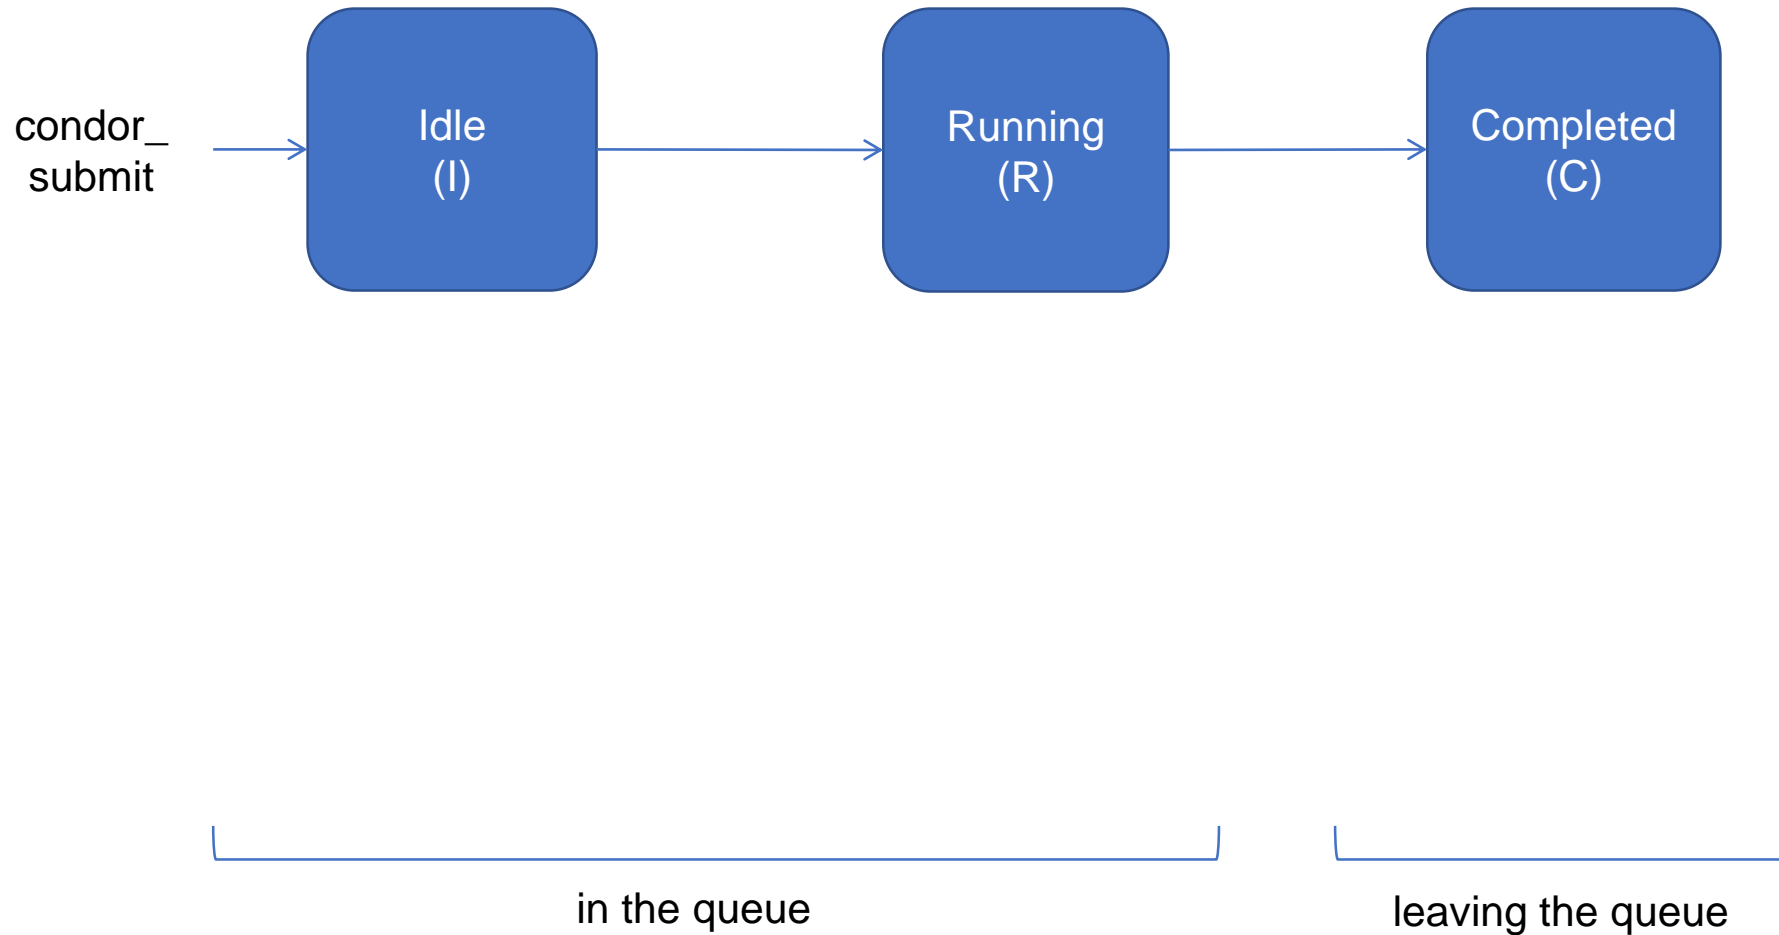 condor_
submit
Idle
(I)
Running
(R)
Completed
(C)
in the queue
leaving the queue